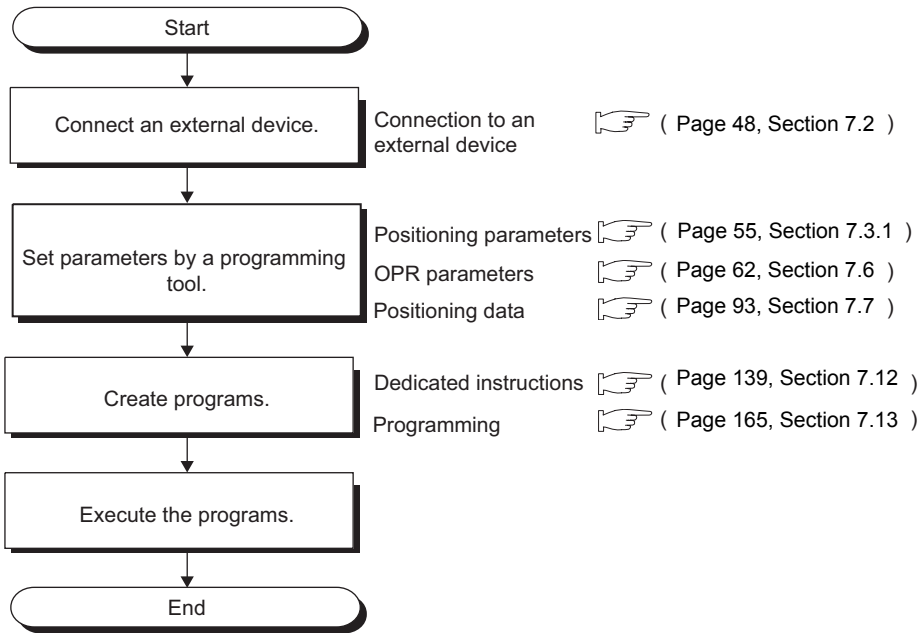 Start
Connect an external device.
Connection to an
external device
( Page 48, Section 7.2 )
Set parameters by a programming
tool.
Positioning parameters
( Page 55, Section 7.3.1 )
OPR parameters
( Page 62, Section 7.6 )
Positioning data
( Page 93, Section 7.7 )
Create programs.
Dedicated instructions
( Page 139, Section 7.12 )
Programming
( Page 165, Section 7.13 )
Execute the programs.
End